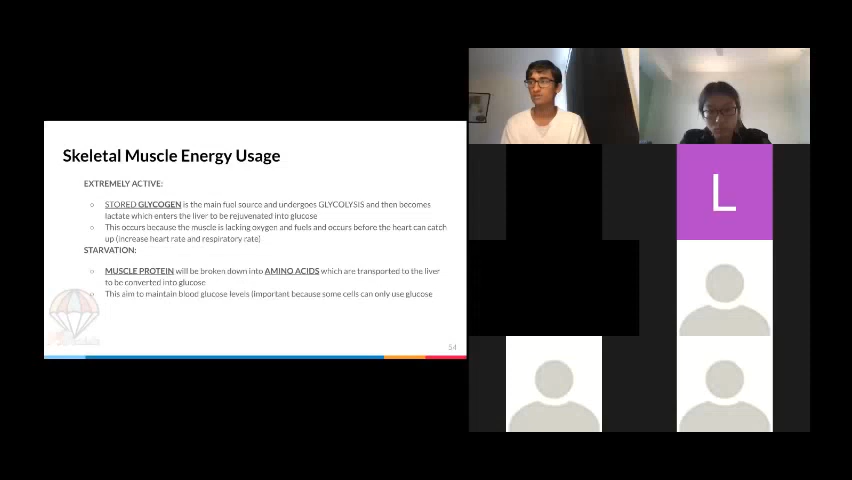 Skeletal Muscle Energy Usage
EXTREMELY ACTIVE:
STORED GLYCOGEN is the main fuel source and undergoes GLYCOLYSIS and then becomes
lactate which enters the liver to be rejuvenated into glucose
This occurs because the muscle is lacking oxygen and fuels and occurs before the heart can catch
up (increase heart rate and respiratory rate)
STARVATION:
MUSCLE PROTEIN will be broken down into AMINO ACIDS which are transported to the liver
to be converted into glucose
This aim to maintain blood glucose levels (important because some cells can only use glucose
54
L